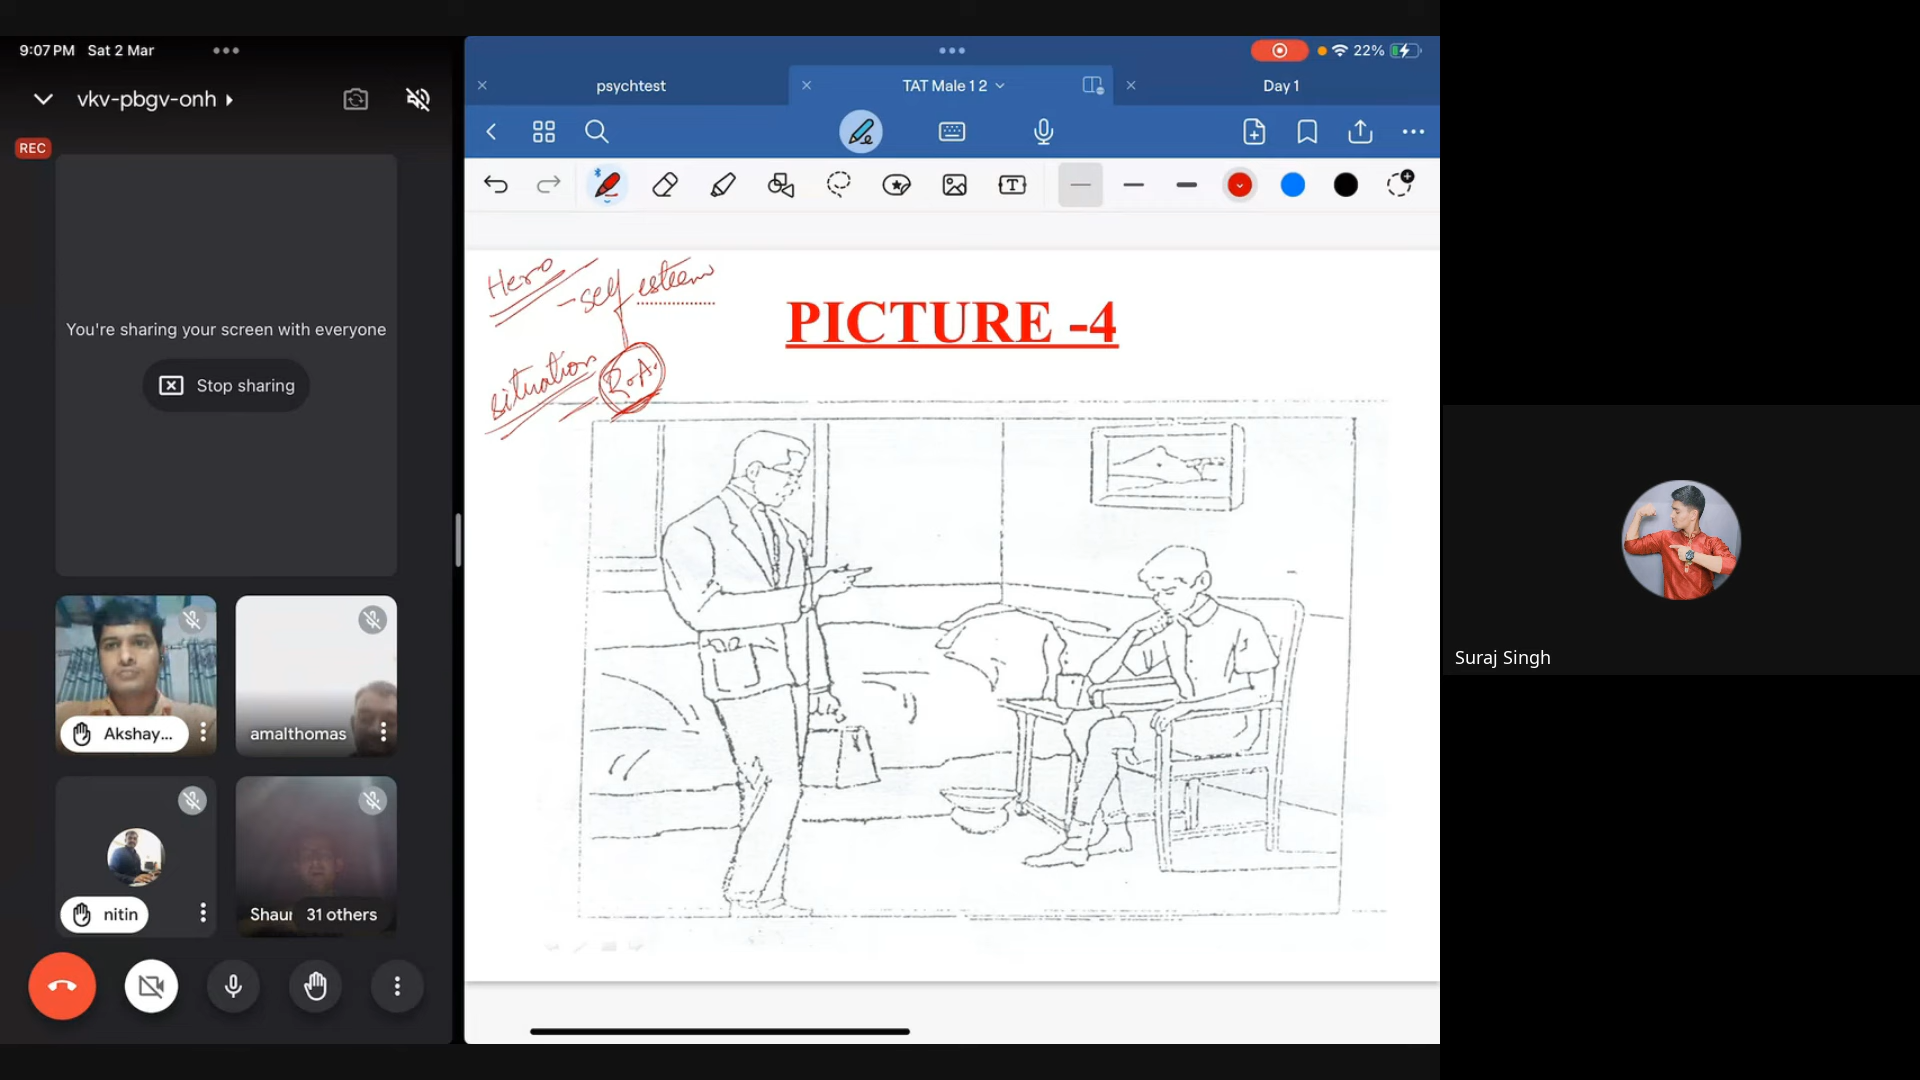 9:07 PM Sat 2 Mar
22%
vkv-pbgv-onh
REC
You're sharing your screen with everyone
Stop sharing
Akshay...
amalthomas
nitin
Shaur
31 others
psychtest
TAT Male 1 2
Day 1
T
Hero
- self esteem
situation
R.A.
PICTURE -4
Suraj Singh